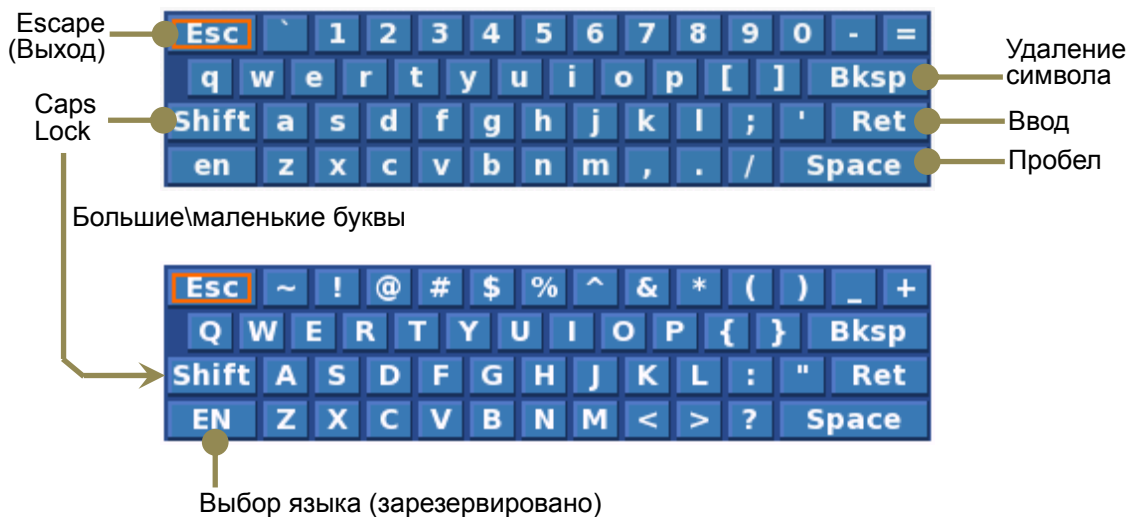 Escape
(Выход)
Esc ` 1 2 3 4 5 6 7 8 9 0 - =
Удаление
символа
q w e r t y u i o p [ ] Bksp
Caps
Lock
Shift a s d f g h j k l ; ' Ret
Ввод
en z x c v b n m , . / Space
Пробел
Большие\маленькие буквы
Esc ~ ! @ # $ % ^ & * ( ) _ +
Q W E R T Y U I O P { } Bksp
Shift A S D F G H J K L : " Ret
EN Z X C V B N M < > ? Space
Выбор языка (зарезервировано)